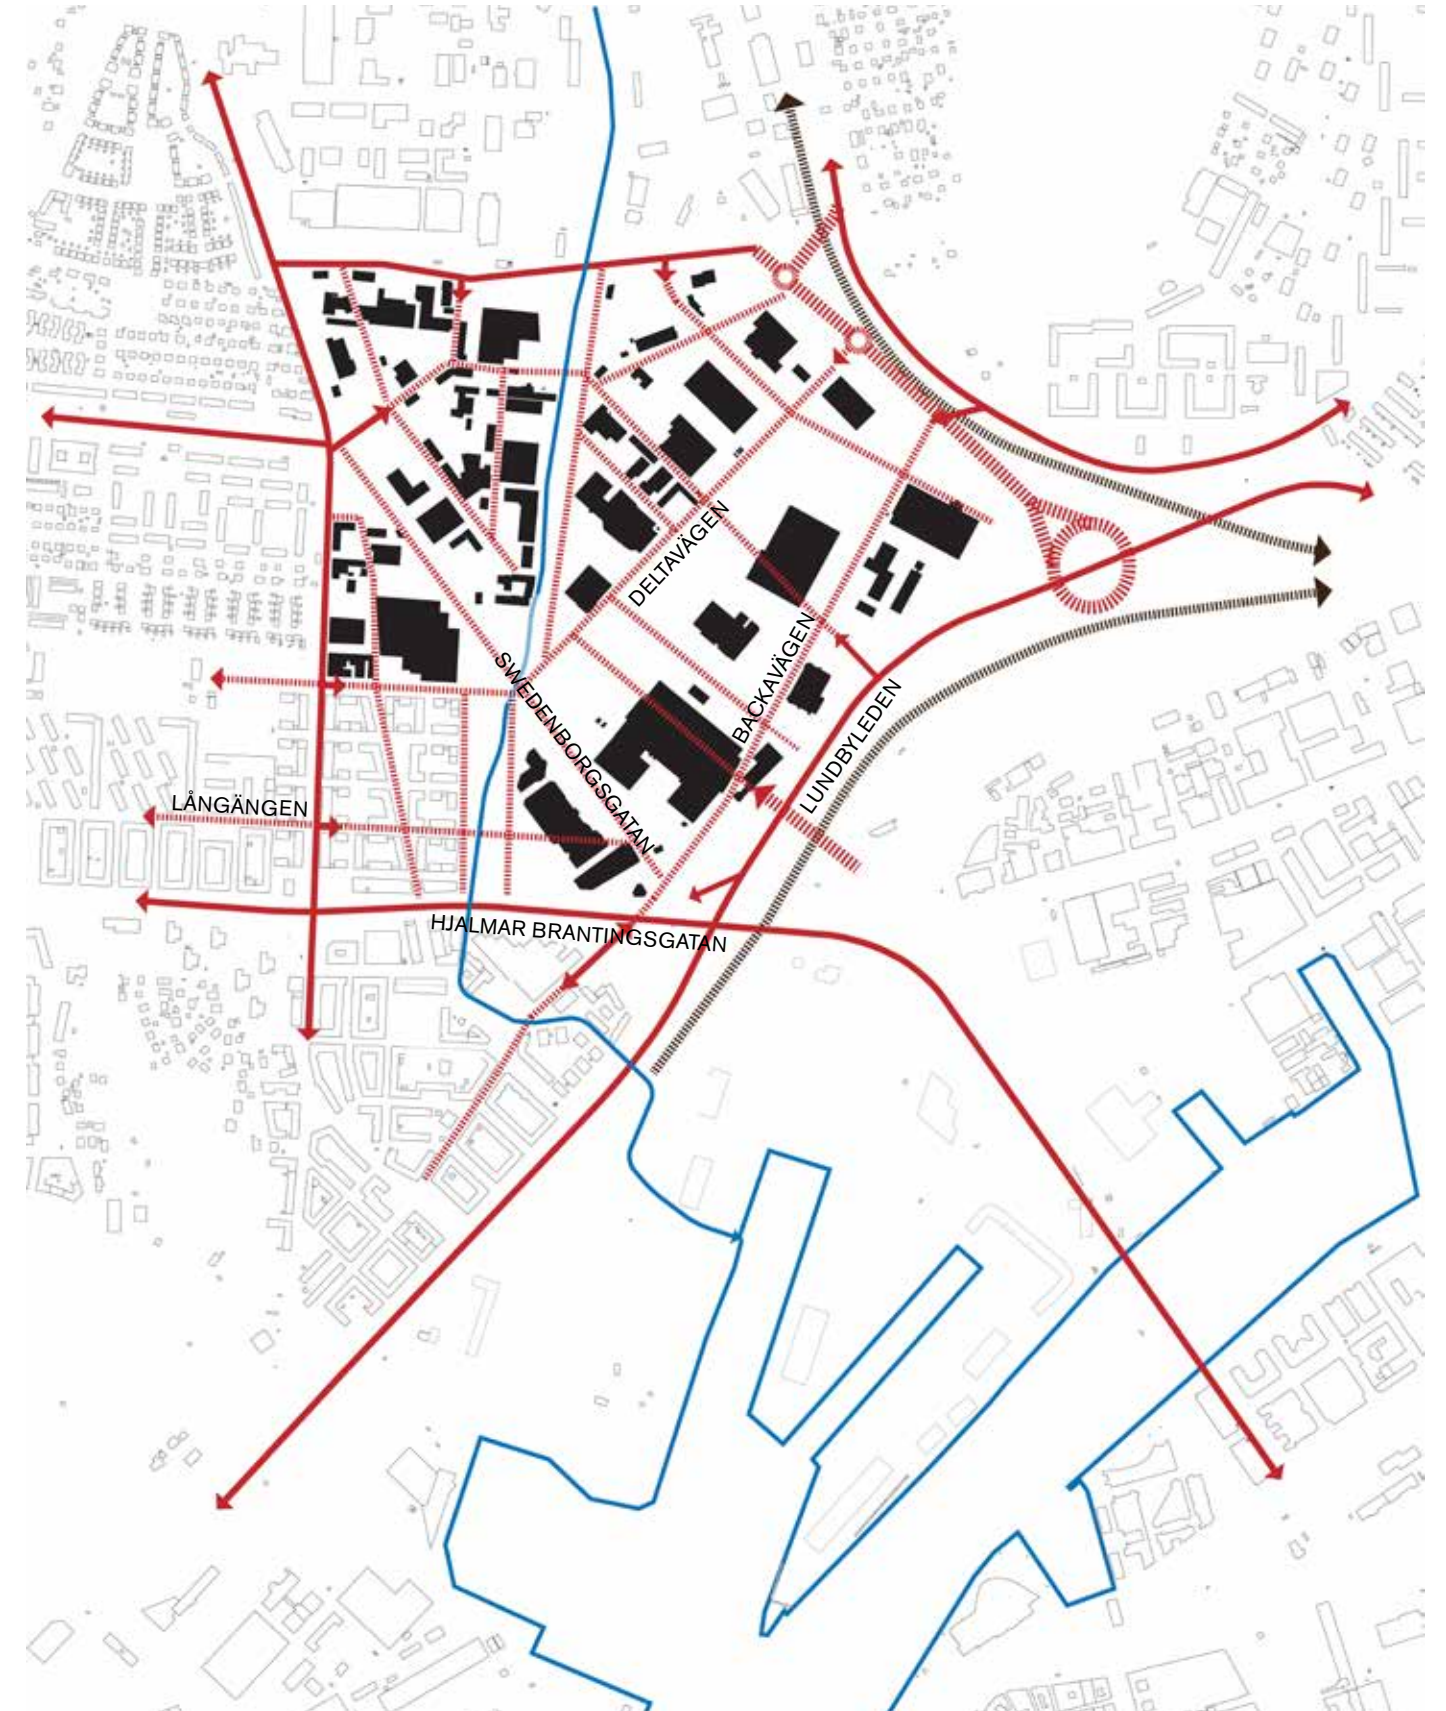 DELTAVÄGEN
SWEDENBORGSGATAN
BACKAVÄGEN
LUNDBYLEDEN
LÅNGÄNGEN
HJALMAR BRANTINGSGATAN